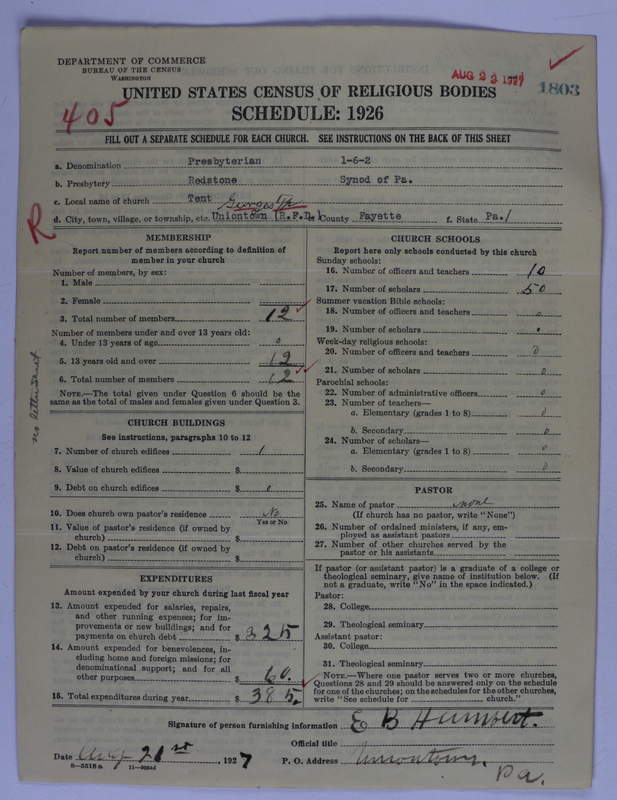 DEPARTMENT OF COMMERCE
BUREAU OF THE CENSUS
WASHINGTON
AUG 22 1927
1803
UNITED STATES CENSUS OF RELIGIOUS BODIES
405
SCHEDULE: 1926
FILL OUT A SEPARATE SCHEDULE FOR EACH CHURCH. SEE INSTRUCTIONS ON THE BACK OF THIS SHEET
a. Denomination Presbyterian 1-6-2
b. Presbytery Redstone Synod of Pa.
c. Local name of church Tent Georges Tp
d. City, town, village, or township, etc. Uniontown (R.F.D.) e. County Fayette f. State Pa.
R
MEMBERSHIP
Report number of members according to definition of
member in your church
Number of members, by sex:
1. Male
2. Female
3. Total number of members 12
Number of members under and over 13 years old:
4. Under 13 years of age 0
5. 13 years old and over 12
6. Total number of members 12
NOTE.—The total given under Question 6 should be
same as the total of males and females given under Question 3.
no letter sent
CHURCH BUILDINGS
See instructions, paragraphs 10 to 12
7. Number of church edifices 1
8. Value of church edifices $
9. Debt on church edifices $ 0
10. Does church own pastor's residence No
Yes or No
11. Value of pastor's residence (if owned by
church) $
12. Debt on pastor's residence (if owned by
church) $
EXPENDITURES
Amount expended by your church during last fiscal year
13. Amount expended for salaries, repairs,
and other running expenses; for im-
provements or new buildings; and for
payments on church debt $ 325
14. Amount expended for benevolences, in-
cluding home and foreign missions; for
denominational support; and for all
other purposes $ 60.
15. Total expenditures during year $ 385.
CHURCH SCHOOLS
Report here only schools conducted by this church
Sunday schools:
16. Number of officers and teachers 10
17. Number of scholars 50
Summer vacation Bible schools:
18. Number of officers and teachers 0
19. Number of scholars 0
Week-day religious schools:
20. Number of officers and teachers 0
21. Number of scholars 0
Parochial schools:
22. Number of administrative officers 0
23. Number of teachers—
a. Elementary (grades 1 to 8) 0
b. Secondary 0
24. Number of scholars—
a. Elementary (grades 1 to 8) 0
b. Secondary 0
PASTOR
25. Name of pastor none
(If church has no pastor, write "None")
26. Number of ordained ministers, if any, em-
ployed as assistant pastors
27. Number of other churches served by the
pastor or his assistants
If pastor (or assistant pastor) is a graduate of a college or
theological seminary, give name of institution below. (If
not a graduate, write "No" in the space indicated.)
Pastor:
28. College
29. Theological seminary
Assistant pastor:
30. College
31. Theological seminary
NOTE.—Where one pastor serves two or more churches,
Questions 28 and 29 should be answered only on the schedule
for one of the churches; on the schedules for the other churches,
write "See schedule for church."
Signature of person furnishing information E B Humbert.
Official title
Date Aug 21st, 1927 P. O. Address Uniontown,
Pa.
8—5518a 11—